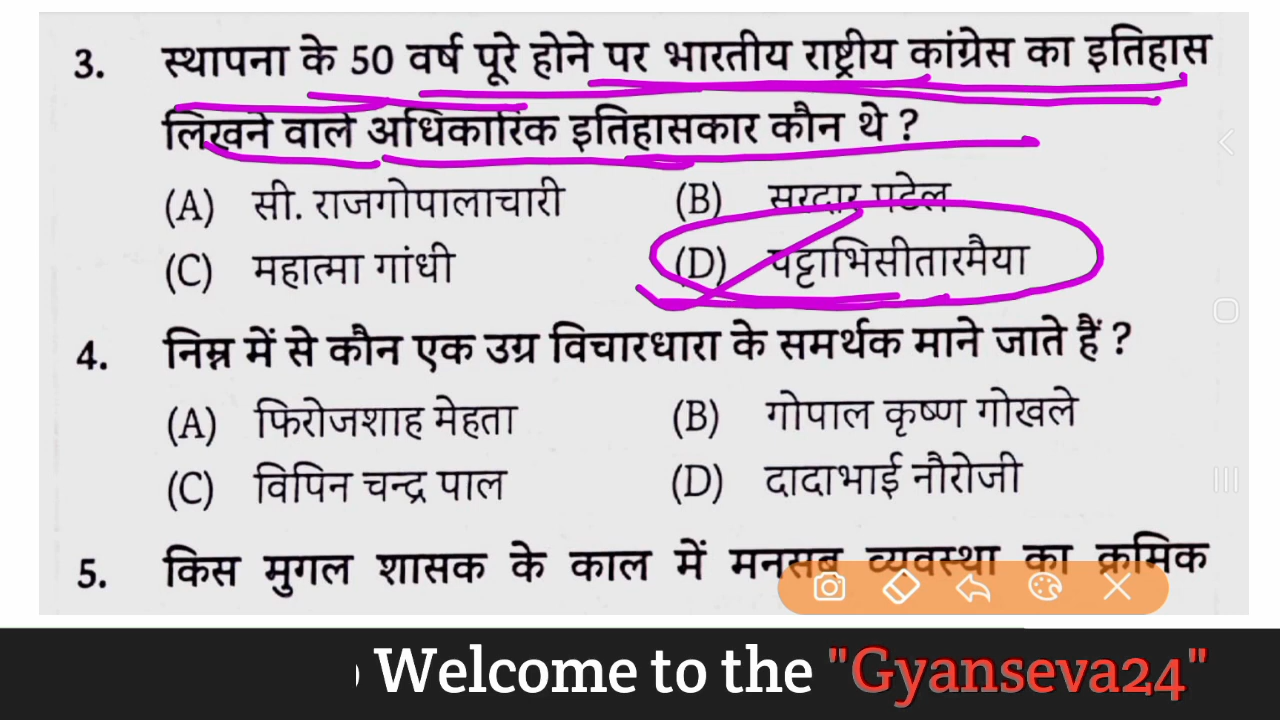 3. स्थापना के 50 वर्ष पूरे होने पर भारतीय राष्ट्रीय कांग्रेस का इतिहास
लिखने वाले अधिकारिक इतिहासकार कौन थे ?
(A) सी. राजगोपालाचारी (B) सरदार पटेल
(C) महात्मा गांधी (D) पट्टाभिसीतारमैया
4. निम्न में से कौन एक उग्र विचारधारा के समर्थक माने जाते हैं ?
(A) फिरोजशाह मेहता (B) गोपाल कृष्ण गोखले
(C) विपिन चन्द्र पाल (D) दादाभाई नौरोजी
5. किस मुगल शासक के काल में मनसब व्यवस्था का क्रमिक
Welcome to the "Gyanseva24"